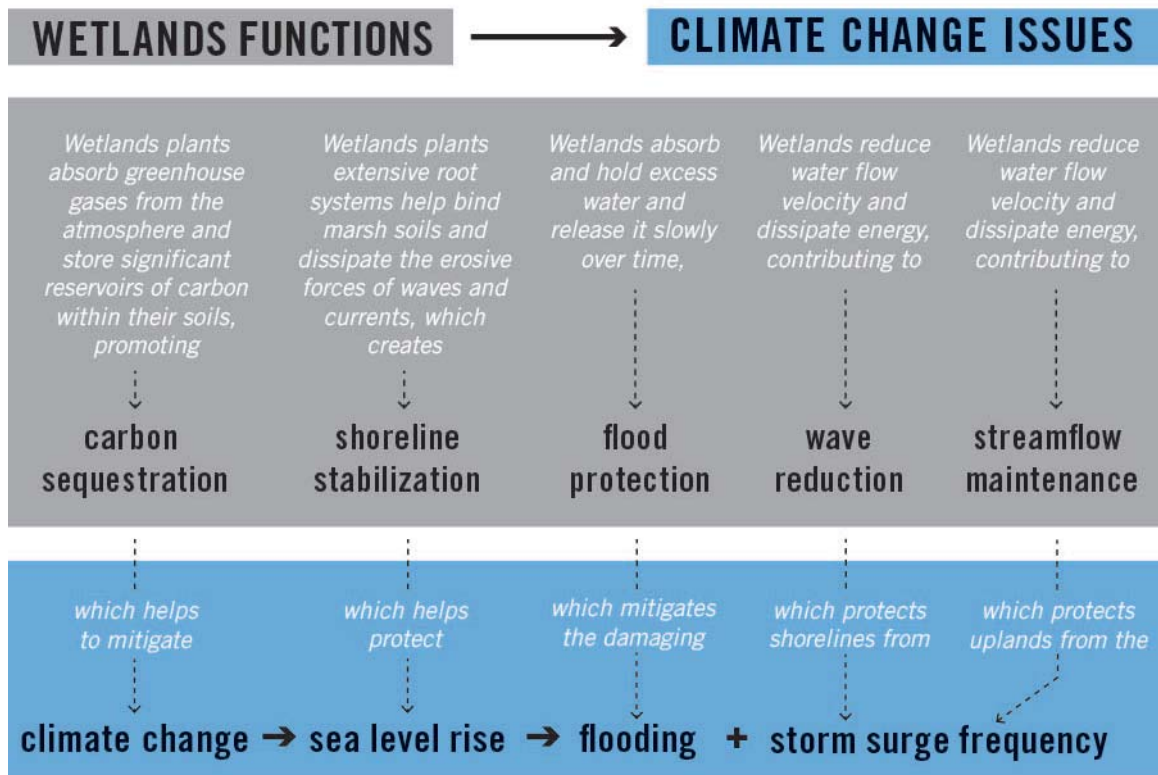 WETLANDS FUNCTIONS
CLIMATE CHANGE ISSUES
Wetlands plants
absorb greenhouse
gases from the
atmosphere and
store significant
reservoirs of carbon
within their soils,
promoting
carbon
sequestration
Wetlands plants
extensive root
systems help bind
marsh soils and
dissipate the erosive
forces of waves and
currents, which
creates
shoreline
stabilization
Wetlands absorb
and hold excess
water and
release it slowly
over time,
flood
protection
Wetlands reduce
water flow
velocity and
dissipate energy,
contributing to
wave
reduction
Wetlands reduce
water flow
velocity and
dissipate energy,
contributing to
streamflow
maintenance
which helps
to mitigate
which helps
protect
which mitigates
the damaging
which protects
shorelines from
which protects
uplands from the
climate change → sea level rise → flooding + storm surge frequency